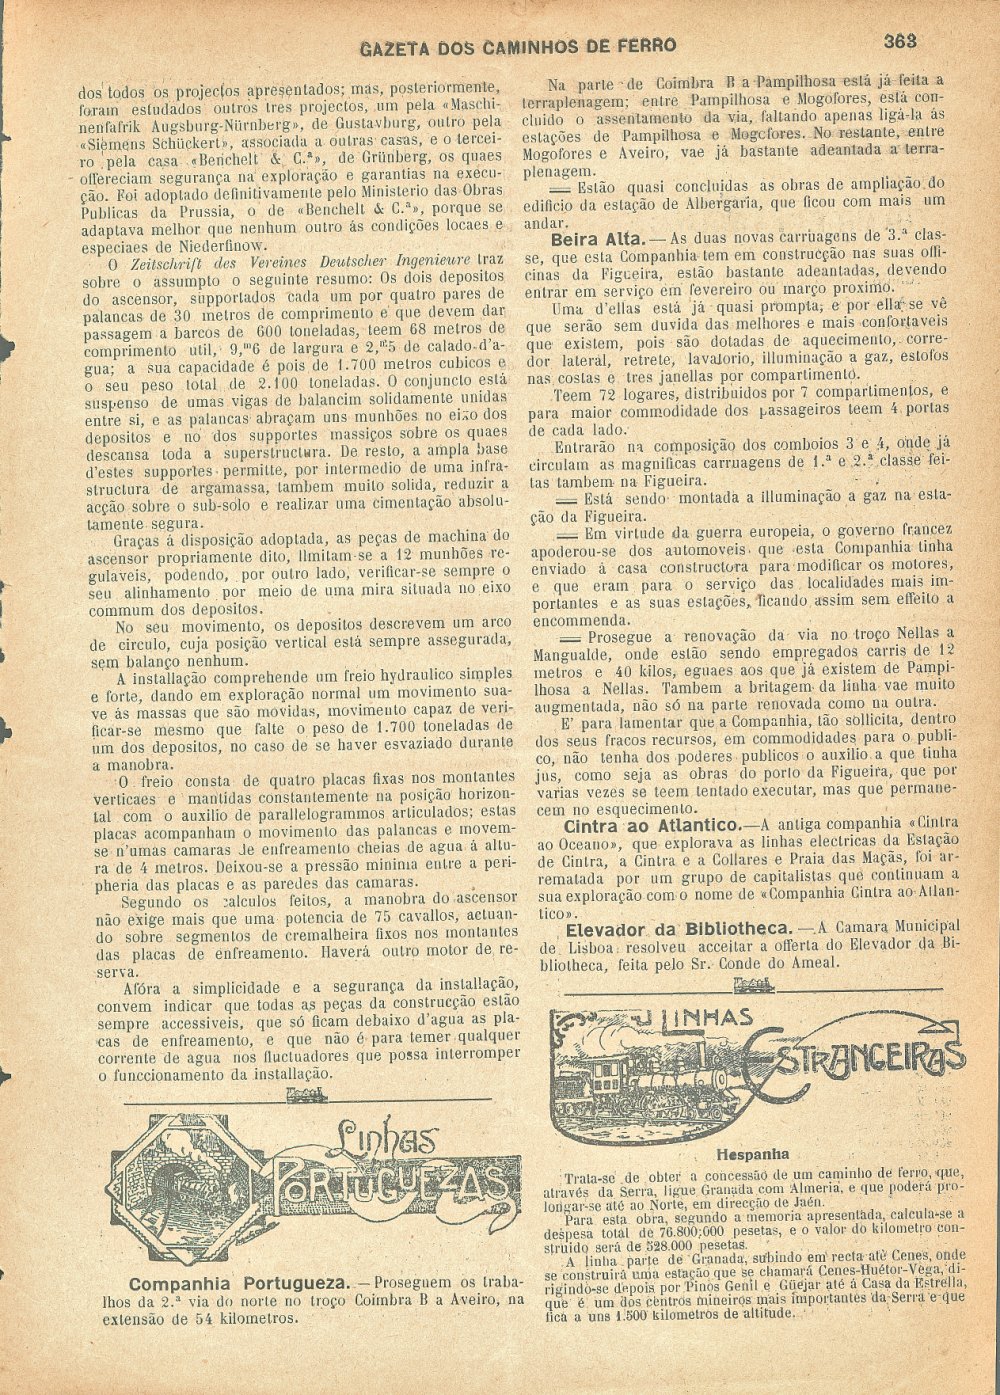 GAZETA DOS CAMINHOS DE FERRO
363
dos todos os projectos apresentados; mas, posteriormente,
foram estudados outros tres projectos, um pela «Maschi-
nenfafrik Augsburg-Nürnberg», de Gustavburg, outro pela
«Siemens Schückert», associada a outras casas, e o tercei-
ro pela casa «Benchelt & C.ª», de Grünberg, os quaes
offereciam segurança na exploração e garantias na execu-
ção. Foi adoptado definitivamente pelo Ministerio das Obras
Publicas da Prussia, o de «Benchelt & C.ª», porque se
adaptava melhor que nenhum outro ás condições locaes e
especiaes de Niederfinow.
O Zeitschrift des Vereines Deutscher Ingenieure traz
sobre o assumpto o seguinte resumo: Os dois depositos
do ascensor, supportados cada um por quatro pares de
palancas de 30 metros de comprimento e que devem dar
passagem a barcos de 600 toneladas, teem 68 metros de
comprimento util, 9,ᵐ6 de largura e 2,ᵐ5 de calado d'a-
gua; a sua capacidade é pois de 1.700 metros cubicos e
o seu peso total de 2.100 toneladas. O conjuncto está
suspenso de umas vigas de balancim solidamente unidas
entre si, e as palancas abraçam uns munhões no eixo dos
depositos e no dos supportes massiços sobre os quaes
descansa toda a superstructura. De resto, a ampla base
d'estes supportes permitte, por intermedio de uma infra-
structura de argamassa, tambem muito solida, reduzir a
acção sobre o sub-solo e realizar uma cimentação absolu-
tamente segura.
Graças á disposição adoptada, as peças de machina do
ascensor propriamente dito, limitam-se a 12 munhões re-
gulaveis, podendo, por outro lado, verificar-se sempre o
seu alinhamento por meio de uma mira situada no eixo
commum dos depositos.
No seu movimento, os depositos descrevem um arco
de circulo, cuja posição vertical está sempre assegurada,
sem balanço nenhum.
A installação comprehende um freio hydraulico simples
e forte, dando em exploração normal um movimento sua-
ve ás massas que são movidas, movimento capaz de veri-
ficar-se mesmo que falte o peso de 1.700 toneladas de
um dos depositos, no caso de se haver esvaziado durante
a manobra.
O freio consta de quatro placas fixas nos montantes
verticaes e mantidas constantemente na posição horizon-
tal com o auxilio de parallelogrammos articulados; estas
placas acompanham o movimento das palancas e movem-
se n'umas camaras de enfreamento cheias de agua á altu-
ra de 4 metros. Deixou-se a pressão minima entre a peri-
pheria das placas e as paredes das camaras.
Segundo os calculos feitos, a manobra do ascensor
não exige mais que uma potencia de 75 cavallos, actuan-
do sobre segmentos de cremalheira fixos nos montantes
das placas de enfreamento. Haverá outro motor de re-
serva.
Afóra a simplicidade e a segurança da installação,
convem indicar que todas as peças da construcção estão
sempre accessiveis, que só ficam debaixo d'agua as pla-
cas de enfreamento, e que não é para temer qualquer
corrente de agua nos fluctuadores que possa interromper
o funccionamento da installação.
Linhas
PORTUGUEZAS
Companhia Portugueza. — Proseguem os traba-
lhos da 2.ª via do norte no troço Coimbra B a Aveiro, na
extensão de 54 kilometros.
Na parte de Coimbra B a Pampilhosa está já feita a
terraplenagem; entre Pampilhosa e Mogofores, está con-
cluido o assentamento da via, faltando apenas ligá-la ás
estações de Pampilhosa e Mogofores. No restante, entre
Mogofores e Aveiro, vae já bastante adeantada a terra-
plenagem.
= Estão quasi concluidas as obras de ampliação do
edificio da estação de Albergaria, que ficou com mais um
andar.
Beira Alta. — As duas novas carruagens de 3.ª clas-
se, que esta Companhia tem em construcção nas suas offi-
cinas da Figueira, estão bastante adeantadas, devendo
entrar em serviço em fevereiro ou março proximo.
Uma d'ellas está já quasi prompta, e por ella se vê
que serão sem duvida das melhores e mais confortaveis
que existem, pois são dotadas de aquecimento, corre-
dor lateral, retrete, lavatorio, illuminação a gaz, estofos
nas costas e tres janellas por compartimento.
Teem 72 logares, distribuidos por 7 compartimentos, e
para maior commodidade dos passageiros teem 4 portas
de cada lado.
Entrarão na composição dos comboios 3 e 4, onde já
circulam as magnificas carruagens de 1.ª e 2.ª classe fei-
tas tambem na Figueira.
= Está sendo montada a illuminação a gaz na esta-
ção da Figueira.
= Em virtude da guerra europeia, o governo francez
apoderou-se dos automoveis que esta Companhia tinha
enviado á casa constructora para modificar os motores,
e que eram para o serviço das localidades mais im-
portantes e as suas estações, ficando assim sem effeito a
encommenda.
= Prosegue a renovação da via no troço Nellas a
Mangualde, onde estão sendo empregados carris de 12
metros e 40 kilos, eguaes aos que já existem de Pampi-
lhosa a Nellas. Tambem a britagem da linha vae muito
augmentada, não só na parte renovada como na outra.
E' para lamentar que a Companhia, tão sollicita, dentro
dos seus fracos recursos, em commodidades para o publi-
co, não tenha dos poderes publicos o auxilio a que tinha
jus, como seja as obras do porto da Figueira, que por
varias vezes se teem tentado executar, mas que permane-
cem no esquecimento.
Cintra ao Atlantico.—A antiga companhia «Cintra
ao Oceano», que explorava as linhas electricas da Estação
de Cintra, a Cintra e a Collares e Praia das Maçãs, foi ar-
rematada por um grupo de capitalistas que continuam a
sua exploração com o nome de «Companhia Cintra ao Atlan-
tico».
Elevador da Bibliotheca. — A Camara Municipal
de Lisboa resolveu acceitar a offerta do Elevador da Bi-
bliotheca, feita pelo Sr. Conde do Ameal.
LINHAS
ESTRANGEIRAS
Hespanha
Trata-se de obter a concessão de um caminho de ferro, que,
através da Serra, ligue Granada com Almeria, e que poderá pro-
longar-se até ao Norte, em direcção de Jaén.
Para esta obra, segundo a memoria apresentada, calcula-se a
despesa total de 76.800;000 pesetas, e o valor do kilometro con-
struido será de 528.000 pesetas.
A linha parte de Granada, subindo em recta até Cenes, onde
se construirá uma estação que se chamará Cenes-Huétor-Vega, di-
rigindo-se depois por Pinos Genil e Güejar até á Casa da Estrella,
que é um dos centros mineiros mais importantes da Serra e que
fica a uns 1.500 kilometros de altitude.